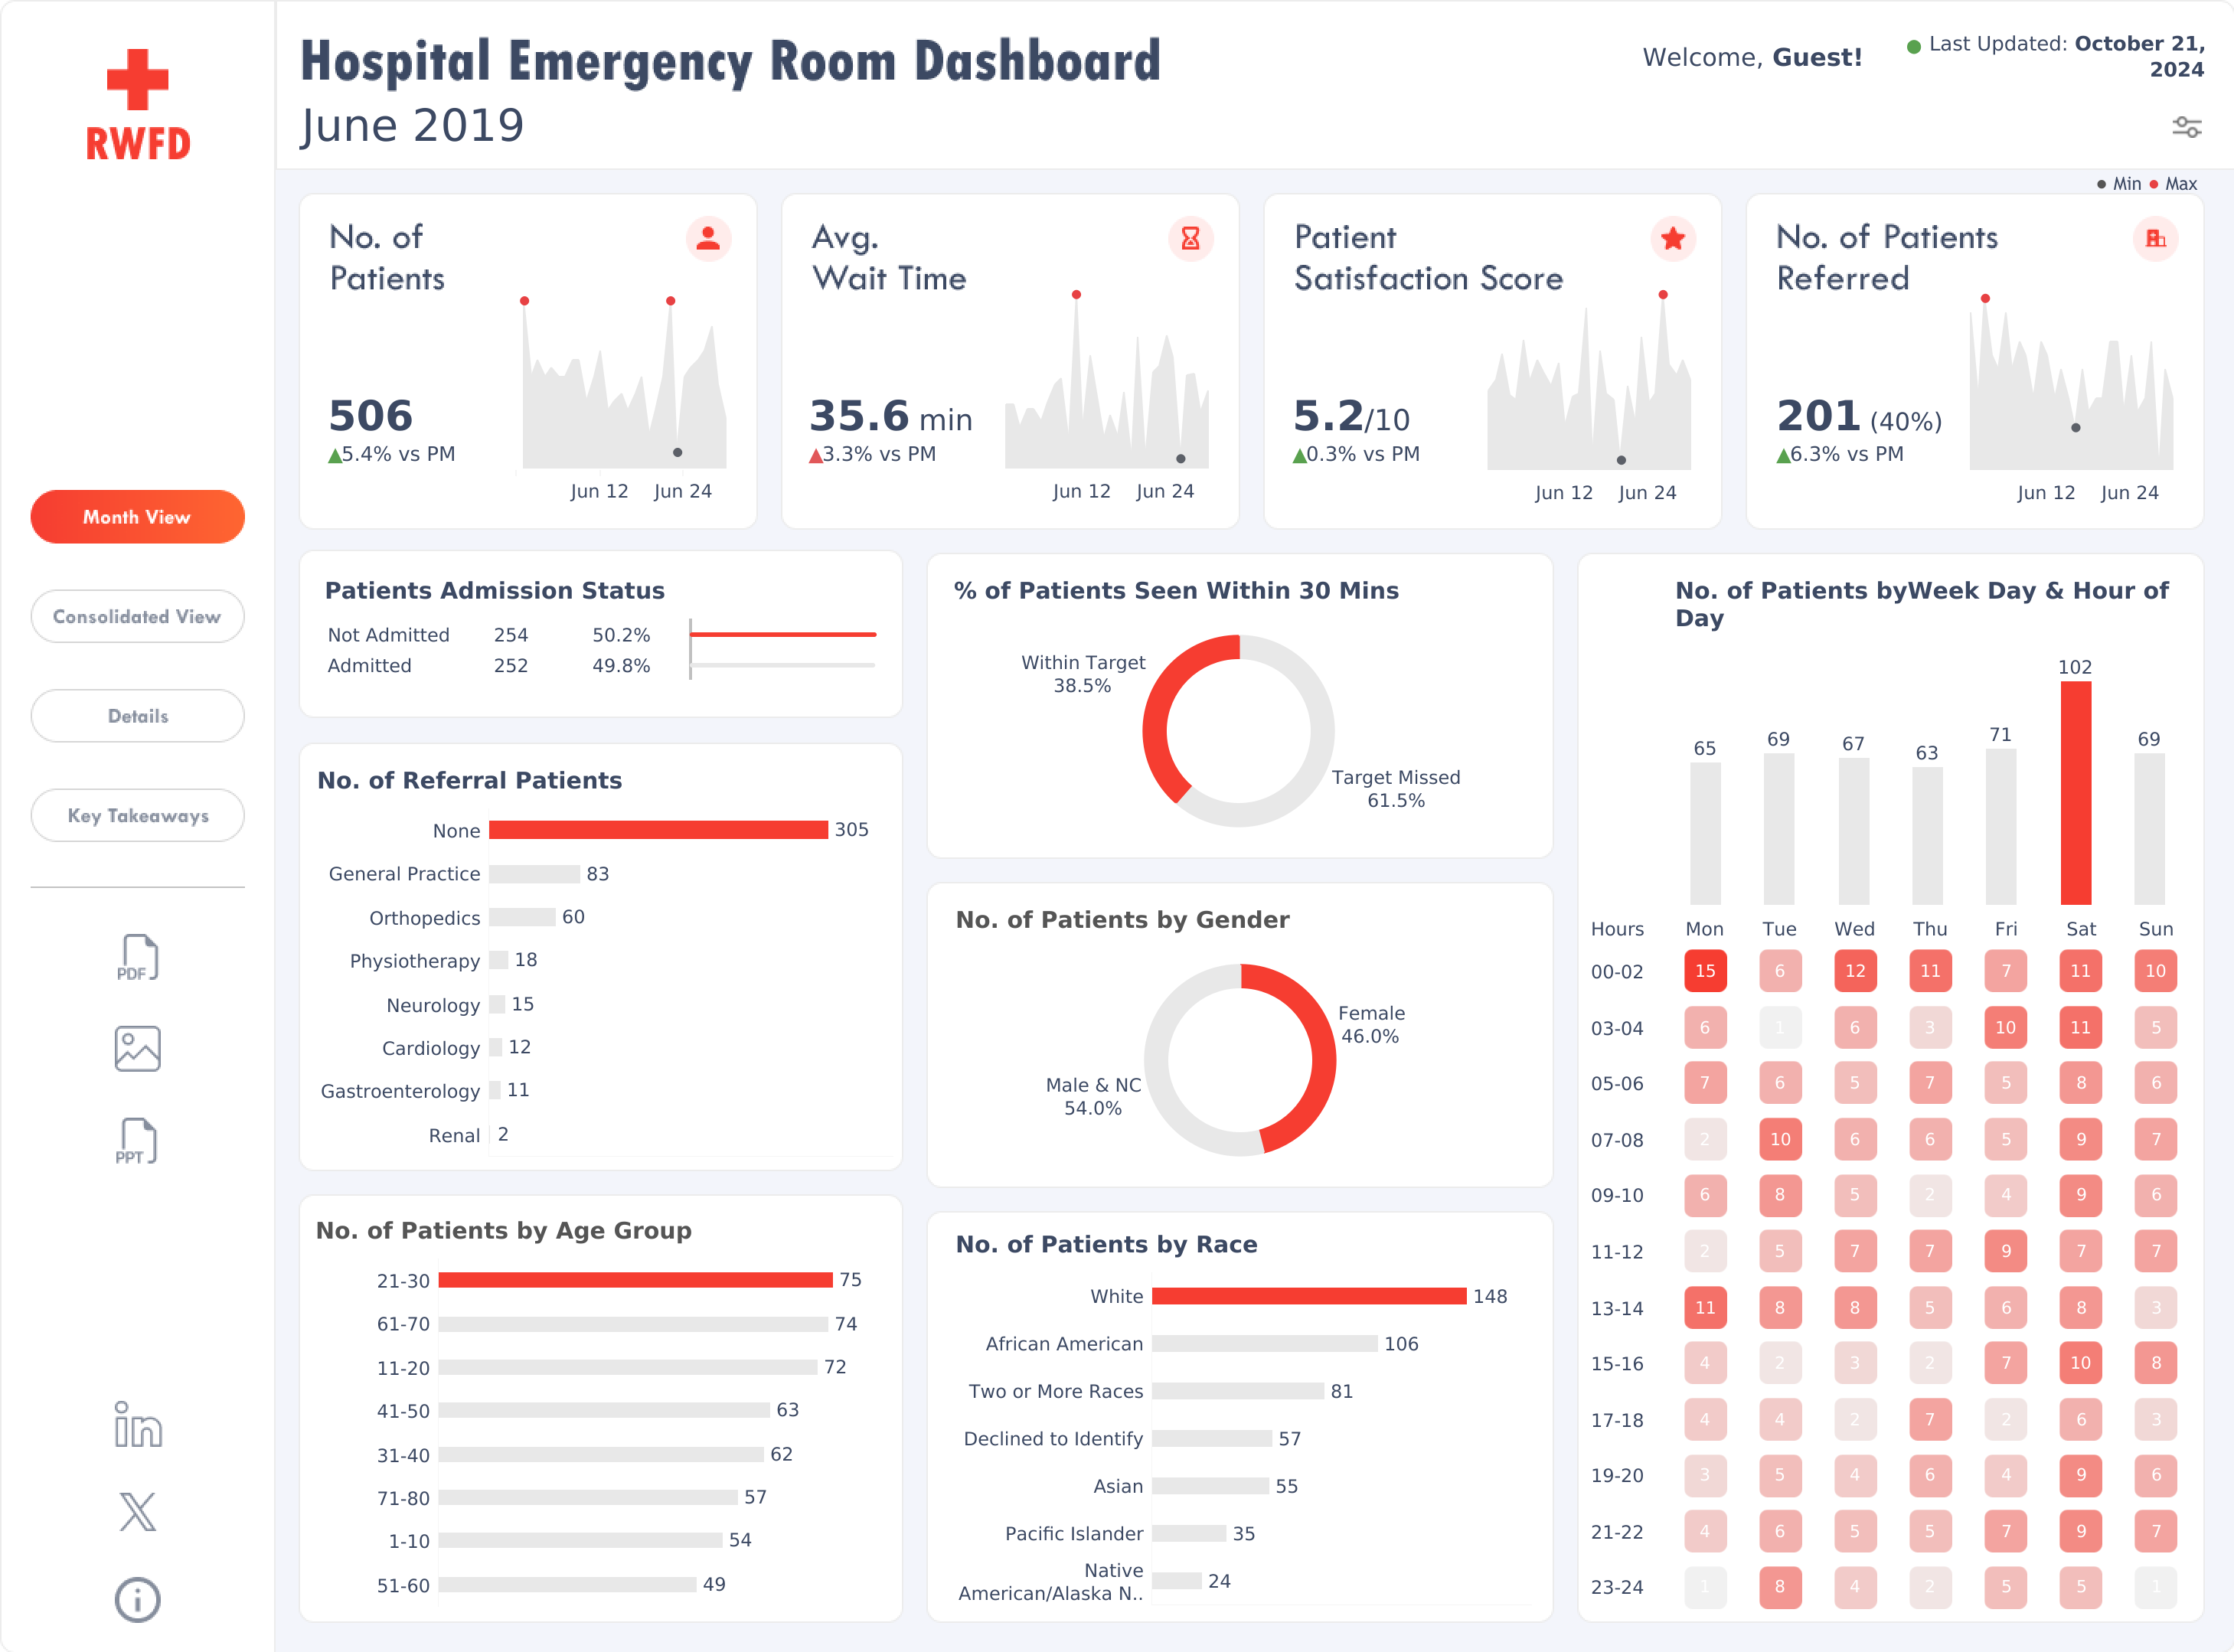 RWFD
Month View
Consolidated View
Details
Key Takeaways
PDF
PPT
in
X
i
Hospital Emergency Room Dashboard
June 2019
Welcome, Guest!
Last Updated: October 21,
2024
Min Max
No. of
Patients
506
▲5.4% vs PM
Jun 12 Jun 24
Avg.
Wait Time
35.6 min
▲3.3% vs PM
Jun 12 Jun 24
Patient
Satisfaction Score
5.2/10
▲0.3% vs PM
Jun 12 Jun 24
No. of Patients
Referred
201 (40%)
▲6.3% vs PM
Jun 12 Jun 24
Patients Admission Status
Not Admitted 254 50.2%
Admitted 252 49.8%
No. of Referral Patients
None 305
General Practice 83
Orthopedics 60
Physiotherapy 18
Neurology 15
Cardiology 12
Gastroenterology 11
Renal 2
No. of Patients by Age Group
21-30 75
61-70 74
11-20 72
41-50 63
31-40 62
71-80 57
1-10 54
51-60 49
% of Patients Seen Within 30 Mins
Within Target
38.5%
Target Missed
61.5%
No. of Patients by Gender
Female
46.0%
Male & NC
54.0%
No. of Patients by Race
White 148
African American 106
Two or More Races 81
Declined to Identify 57
Asian 55
Pacific Islander 35
Native
American/Alaska N.. 24
No. of Patients byWeek Day & Hour of
Day
65 69 67 63 71 102 69
Hours Mon Tue Wed Thu Fri Sat Sun
00-02 15 6 12 11 7 11 10
03-04 6 1 6 3 10 11 5
05-06 7 6 5 7 5 8 6
07-08 2 10 6 6 5 9 7
09-10 6 8 5 2 4 9 6
11-12 2 5 7 7 9 7 7
13-14 11 8 8 5 6 8 3
15-16 4 2 3 2 7 10 8
17-18 4 4 2 7 2 6 3
19-20 3 5 4 6 4 9 6
21-22 4 6 5 5 7 9 7
23-24 1 8 4 2 5 5 1